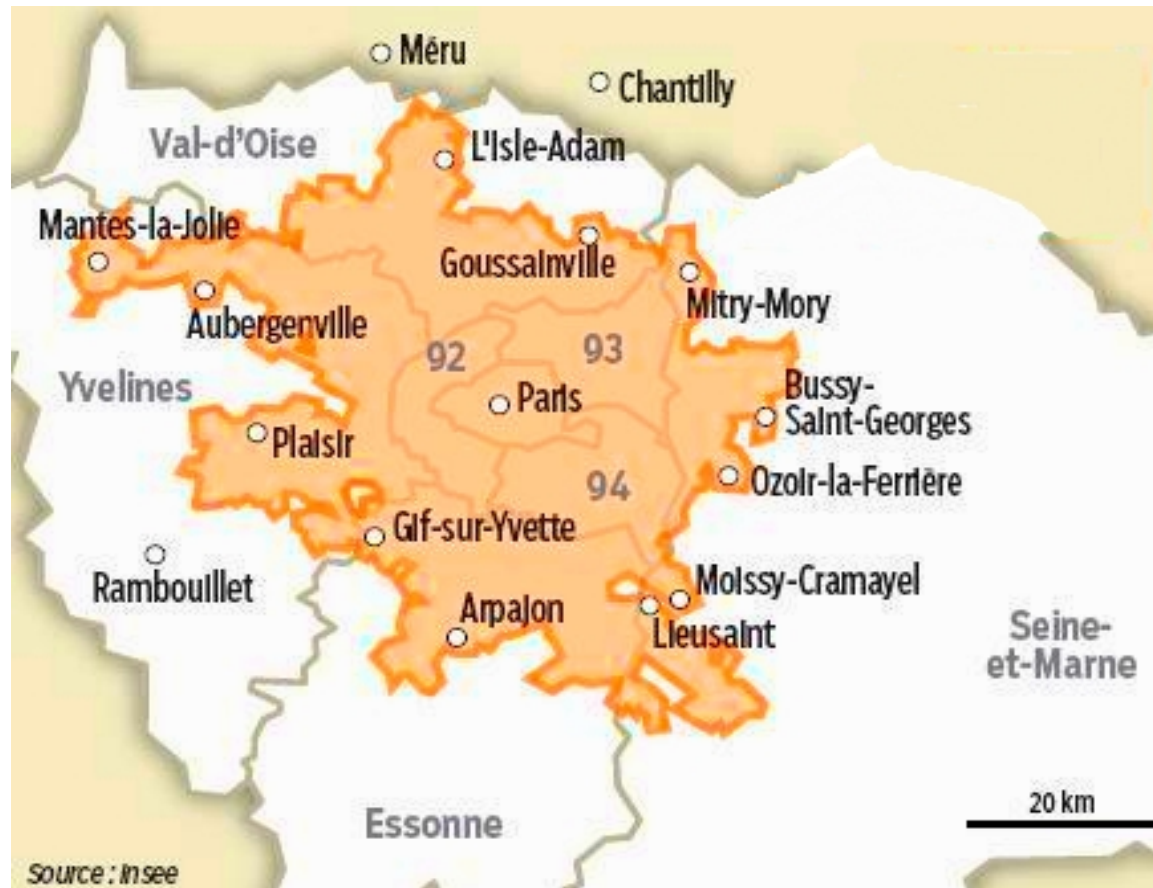 Méru
Chantilly
Val-d'Oise
L'Isle-Adam
Mantes-la-Jolie
Goussainville
Mitry-Mory
Aubergenville
92
93
Yvelines
Paris
Bussy-
Saint-Georges
Plaisir
94
Ozoir-la-Ferrière
Gif-sur-Yvette
Rambouillet
Moissy-Cramayel
Arpajon
Lieusaint
Seine-
et-Marne
20 km
Essonne
Source : Insee